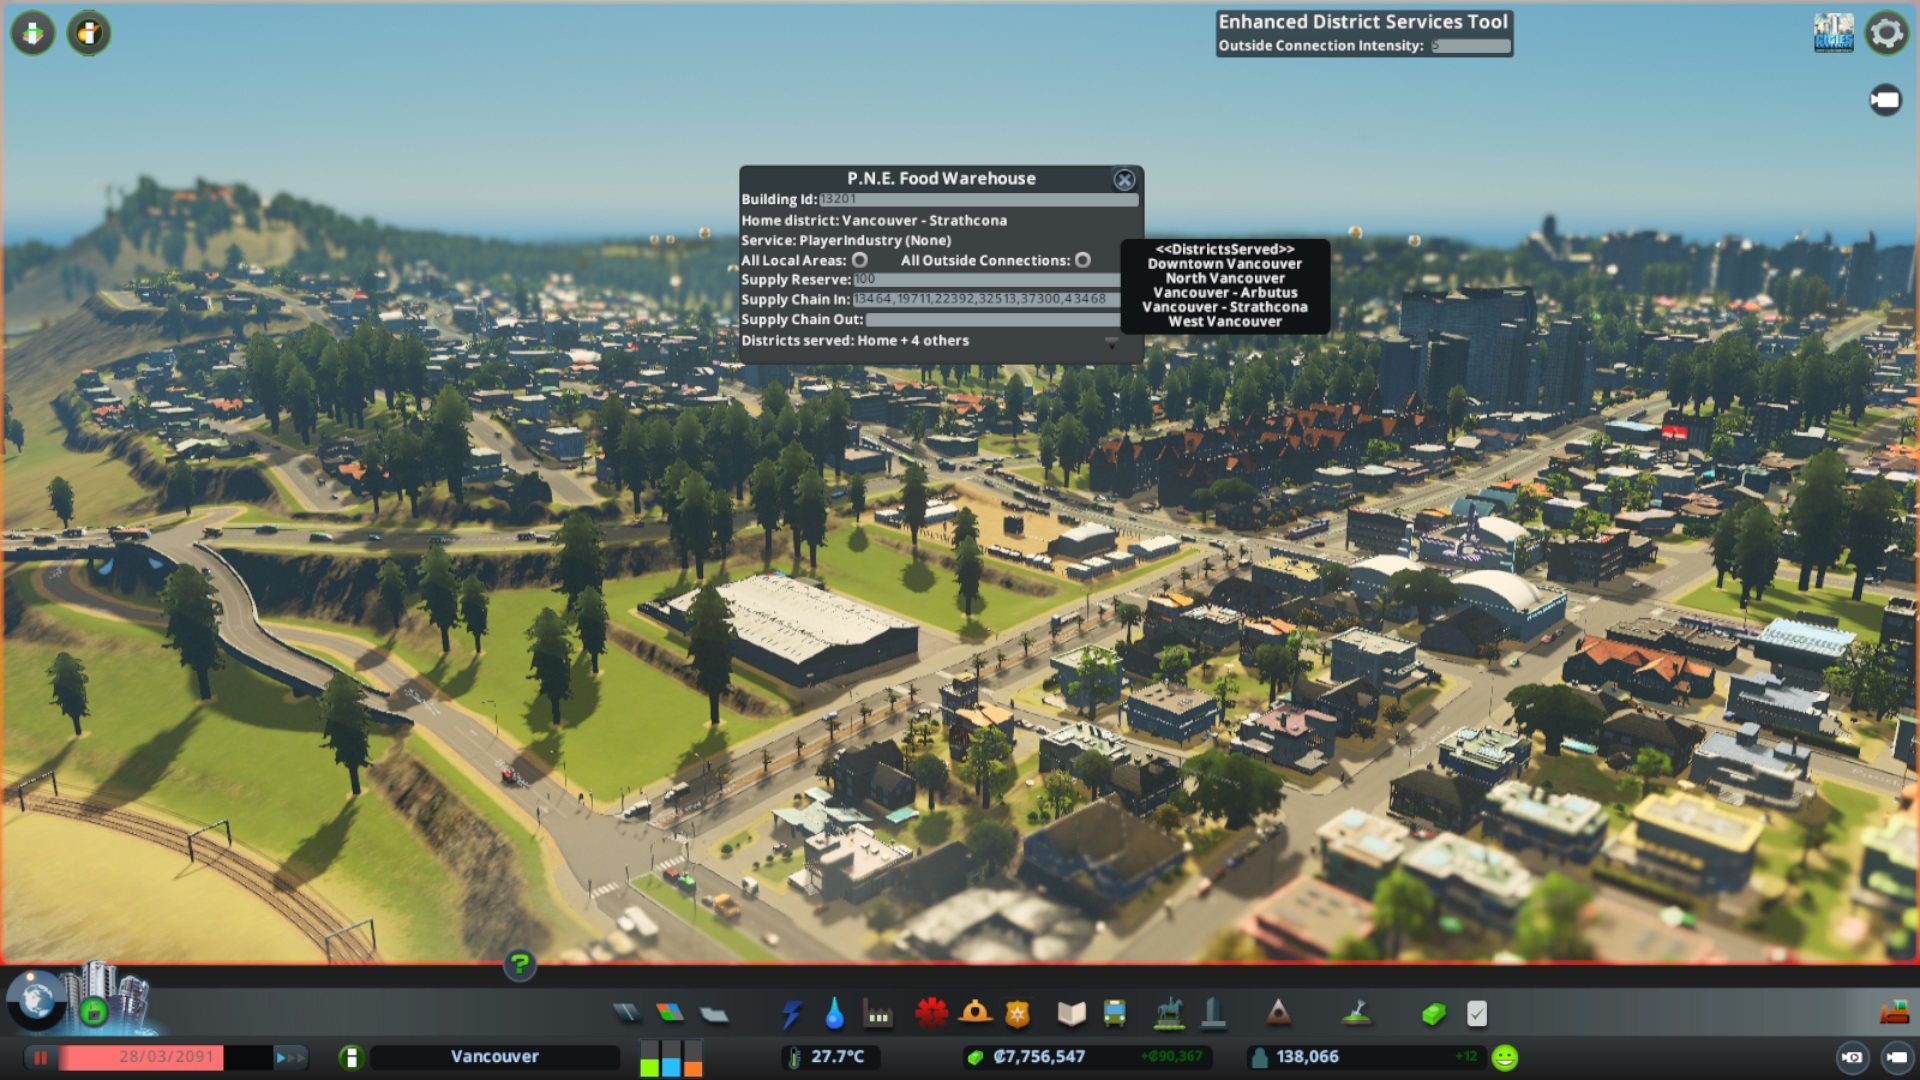 Enhanced District Services Tool
Outside Connection Intensity: 5
P.N.E. Food Warehouse
Building Id: 13201
Home district: Vancouver - Strathcona
Service: PlayerIndustry (None)
All Local Areas: All Outside Connections:
Supply Reserve: 100
Supply Chain In: 13464,19711,22392,32513,37300,43468
Supply Chain Out:
Districts served: Home + 4 others
<<DistrictsServed>>
Downtown Vancouver
North Vancouver
Vancouver - Arbutus
Vancouver - Strathcona
West Vancouver
?
28/03/2091
Vancouver
27.7°C
₡7,756,547
+₡90,367
138,066
+12